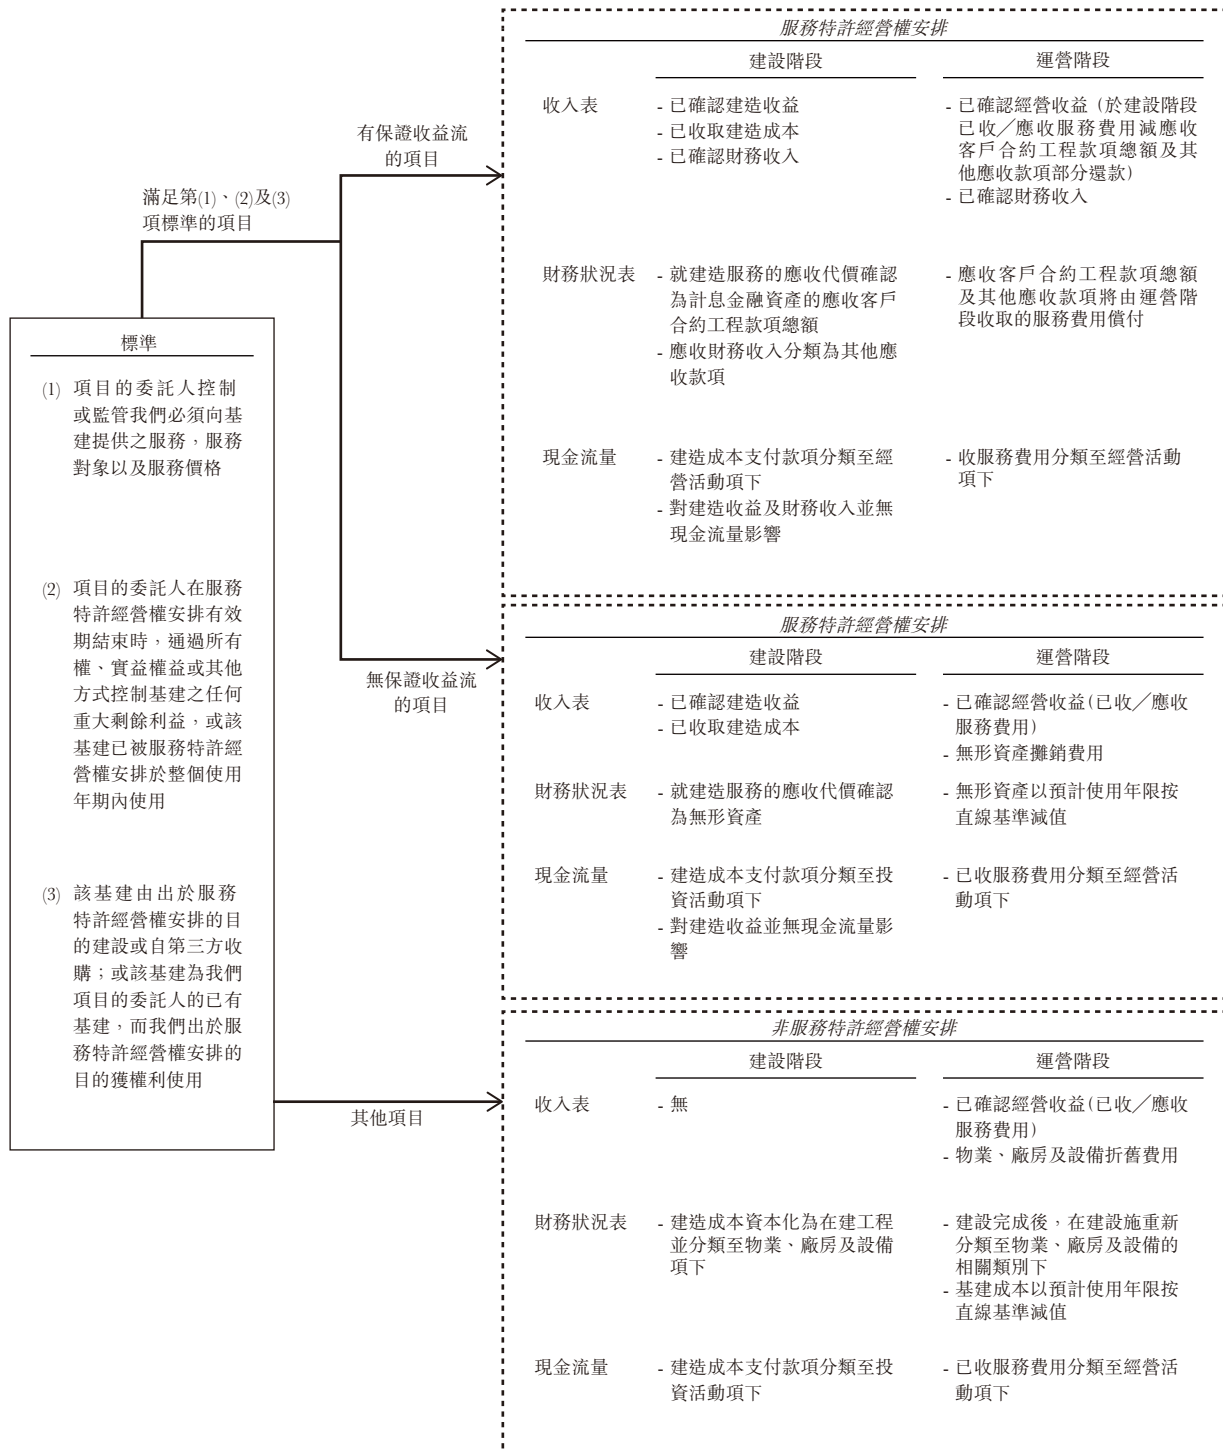 標準
(1) 項目的委託人控制
或監管我們必須向基
建提供之服務，服務
對象以及服務價格
(2) 項目的委託人在服務
特許經營權安排有效
期結束時，通過所有
權、實益權益或其他
方式控制基建之任何
重大剩餘利益，或該
基建已被服務特許經
營權安排於整個使用
年期內使用
(3) 該基建由出於服務
特許經營權安排的目
的建設或自第三方收
購；或該基建為我們
項目的委託人的已有
基建，而我們出於服
務特許經營權安排的
目的獲權利使用
滿足第(1)、(2)及(3)
項標準的項目
有保證收益流
的項目
服務特許經營權安排
建設階段
運營階段
收入表
- 已確認建造收益
- 已收取建造成本
- 已確認財務收入
- 已確認經營收益（於建設階段
已收／應收服務費用減應收
客戶合約工程款項總額及其
他應收款項部分還款）
- 已確認財務收入
財務狀況表
- 就建造服務的應收代價確認
為計息金融資產的應收客戶
合約工程款項總額
- 應收財務收入分類為其他應
收款項
- 應收客戶合約工程款項總額
及其他應收款項將由運營階
段收取的服務費用償付
現金流量
- 建造成本支付款項分類至經
營活動項下
- 對建造收益及財務收入並無
現金流量影響
- 收服務費用分類至經營活動
項下
無保證收益流
的項目
服務特許經營權安排
建設階段
運營階段
收入表
- 已確認建造收益
- 已收取建造成本
- 已確認經營收益（已收／應收
服務費用）
- 無形資產攤銷費用
財務狀況表
- 就建造服務的應收代價確認
為無形資產
- 無形資產以預計使用年限按
直線基準減值
現金流量
- 建造成本支付款項分類至投
資活動項下
- 對建造收益並無現金流量影
響
- 已收服務費用分類至經營活
動項下
其他項目
非服務特許經營權安排
建設階段
運營階段
收入表
- 無
- 已確認經營收益（已收／應收
服務費用）
- 物業、廠房及設備折舊費用
財務狀況表
- 建造成本資本化為在建工程
並分類至物業、廠房及設備
項下
- 建設完成後，在建設施重新
分類至物業、廠房及設備的
相關類別下
- 基建成本以預計使用年限按
直線基準減值
現金流量
- 建造成本支付款項分類至投
資活動項下
- 已收服務費用分類至經營活
動項下